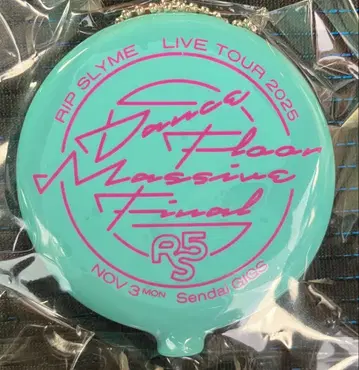 RIP SLYME LIVE TOUR 2025
Dance
Floor
Massive
Final
R5
S
NOV 3 MON Sendai GIGS